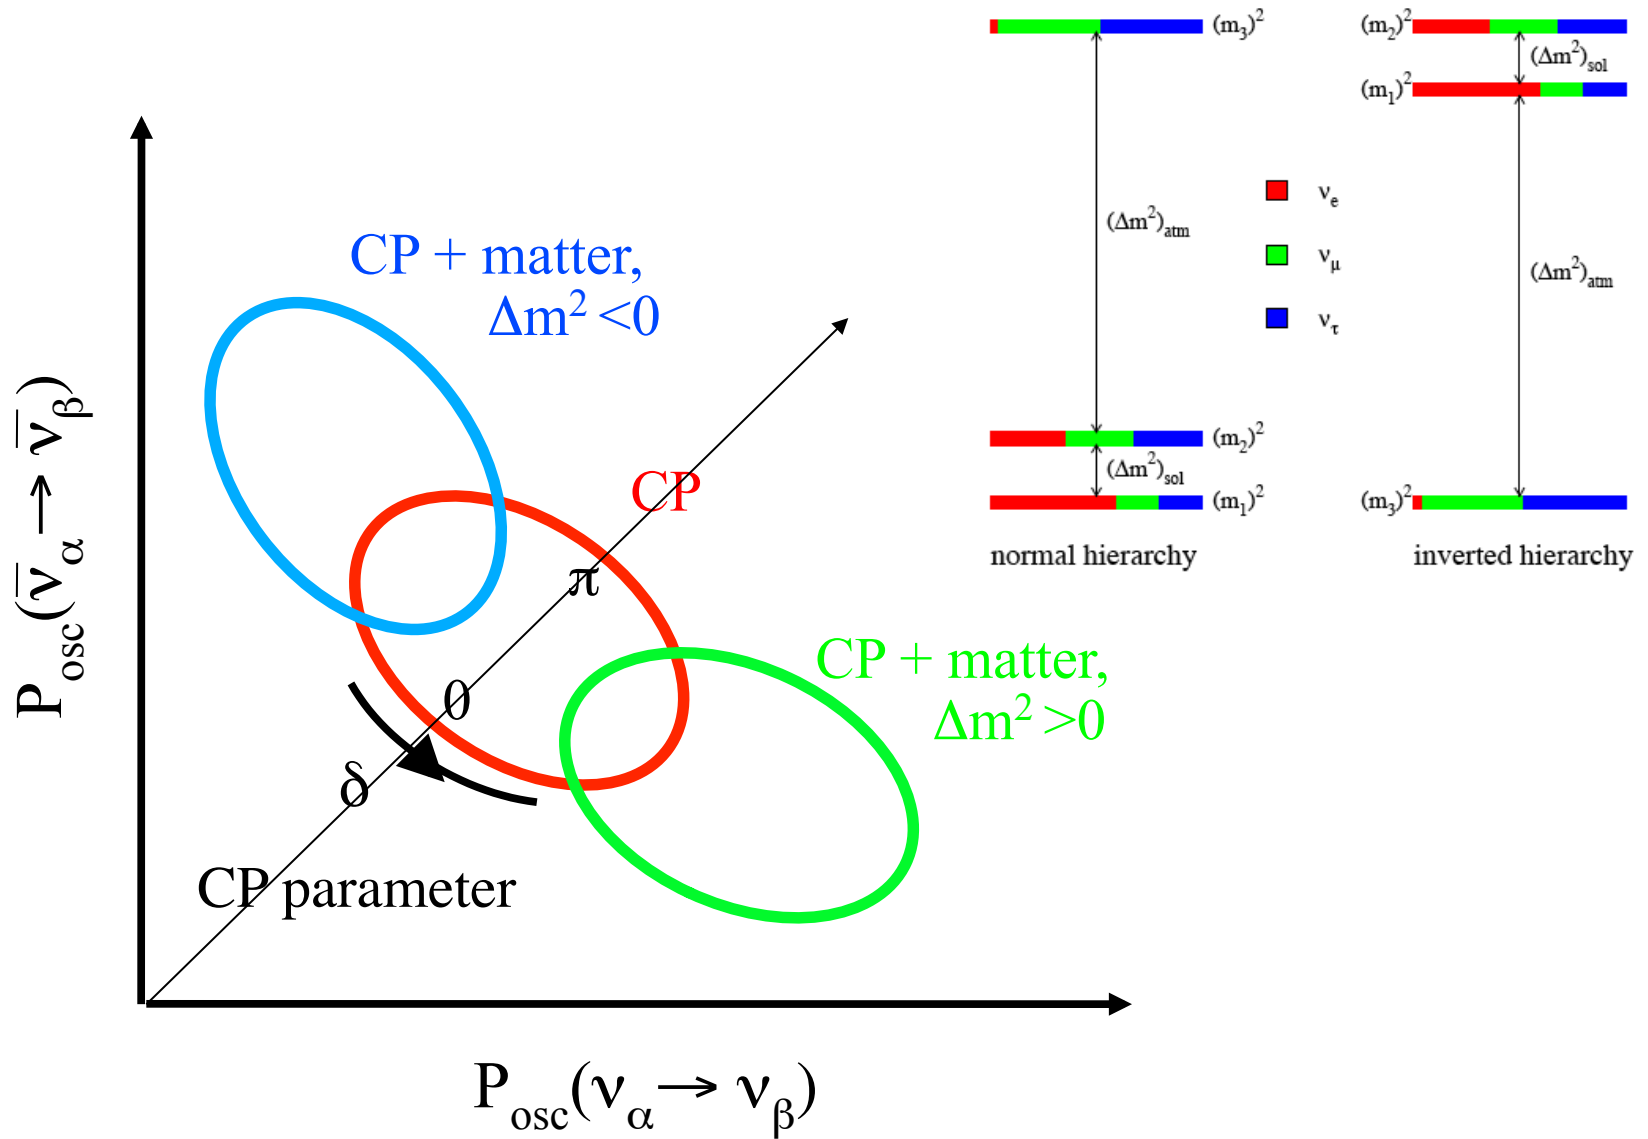 (m₃)²
(m₂)²
(Δm²)sol
(m₁)²
νe
(Δm²)atm
νμ
(Δm²)atm
ντ
(m₂)²
(Δm²)sol
(m₁)²
(m₃)²
normal hierarchy
inverted hierarchy
CP + matter,
Δm² <0
CP
π
CP + matter,
Δm² >0
0
δ
CP parameter
Posc(ν̅α→ ν̅β)
Posc(να→ νβ)